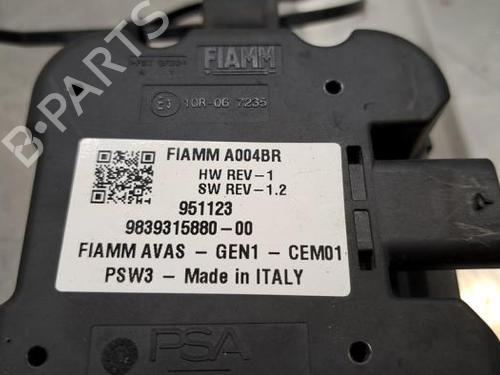 FIAMM
10R-06 7235
FIAMM A004BR
HW REV-1
SW REV-1.2
951123
9839315880-00
FIAMM AVAS - GEN1 - CEM01
PSW3 - Made in ITALY
PSA
B-PARTS